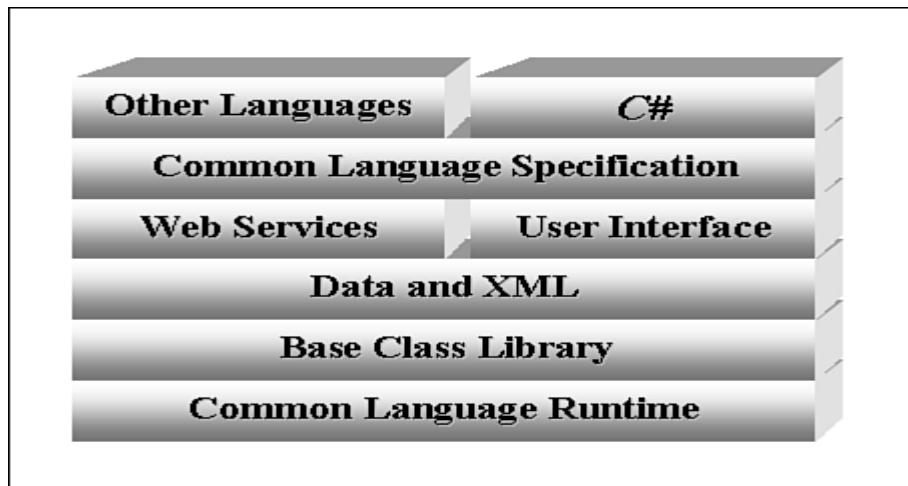 Other Languages C#
Common Language Specification
Web Services User Interface
Data and XML
Base Class Library
Common Language Runtime